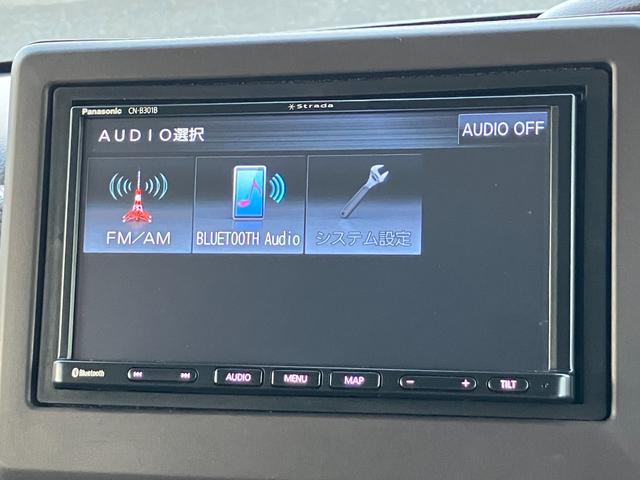 Panasonic CN-B301B
Strada
AUDIO選択
AUDIO OFF
FM/AM
BLUETOOTH Audio
システム設定
Bluetooth
AUDIO
MENU
MAP
− +
TILT